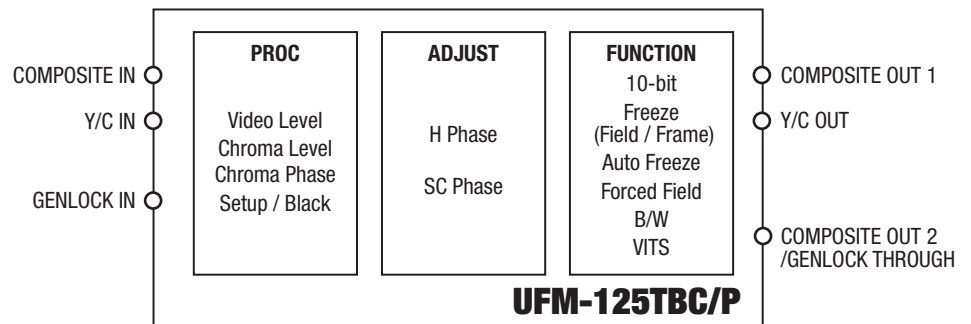 COMPOSITE IN
Y/C IN
GENLOCK IN
PROC
Video Level
Chroma Level
Chroma Phase
Setup / Black
ADJUST
H Phase
SC Phase
FUNCTION
10-bit
Freeze
(Field / Frame)
Auto Freeze
Forced Field
B/W
VITS
COMPOSITE OUT 1
Y/C OUT
COMPOSITE OUT 2
/GENLOCK THROUGH
UFM-125TBC/P